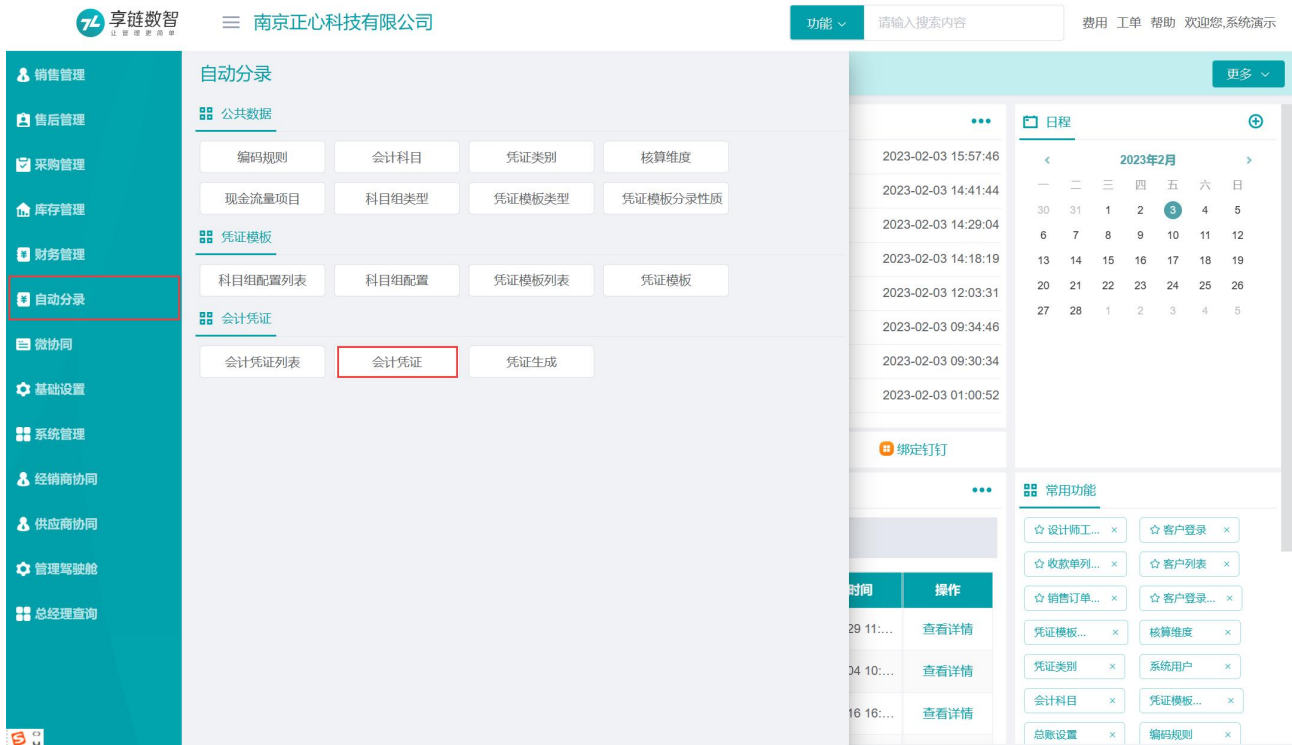 享链数智
让管理更简单
南京正心科技有限公司
功能
请输入搜索内容
费用 工单 帮助 欢迎您,系统演示
销售管理
售后管理
采购管理
库存管理
财务管理
自动分录
微协同
基础设置
系统管理
经销商协同
供应商协同
管理驾驶舱
总经理查询
自动分录
公共数据
编码规则 会计科目 凭证类别 核算维度
现金流量项目 科目组类型 凭证模板类型 凭证模板分录性质
凭证模板
科目组配置列表 科目组配置 凭证模板列表 凭证模板
会计凭证
会计凭证列表 会计凭证 凭证生成
更多
2023-02-03 15:57:46
2023-02-03 14:41:44
2023-02-03 14:29:04
2023-02-03 14:18:19
2023-02-03 12:03:31
2023-02-03 09:34:46
2023-02-03 09:30:34
2023-02-03 01:00:52
绑定钉钉
时间 操作
29 11:... 查看详情
04 10:... 查看详情
16 16:... 查看详情
日程
2023年2月
一 二 三 四 五 六 日
30 31 1 2 3 4 5
6 7 8 9 10 11 12
13 14 15 16 17 18 19
20 21 22 23 24 25 26
27 28 1 2 3 4 5
常用功能
设计师工... × 客户登录 ×
收款单列... × 客户列表 ×
销售订单... × 客户登录... ×
凭证模板... × 核算维度 ×
凭证类别 × 系统用户 ×
会计科目 × 凭证模板... ×
总账设置 × 编码规则 ×